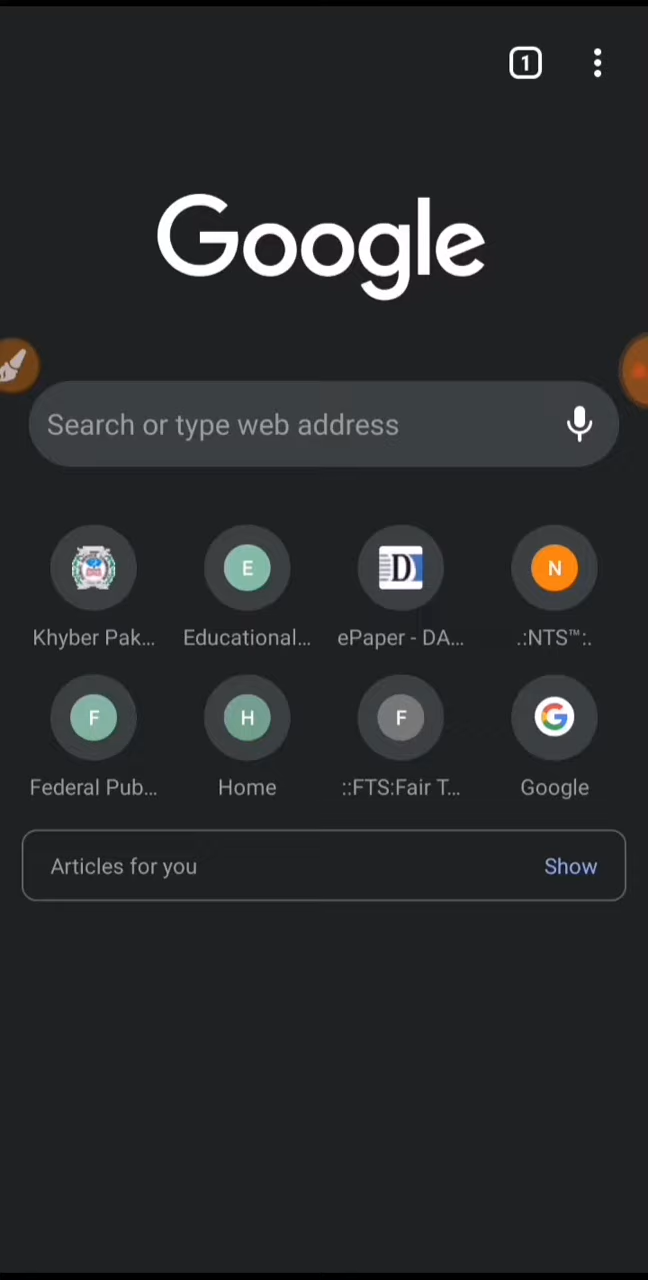 1
Google
Search or type web address
E
D
N
Khyber Pak...
Educational...
ePaper - DA...
.:NTS™:.
F
H
F
G
Federal Pub...
Home
::FTS:Fair T...
Google
Articles for you
Show